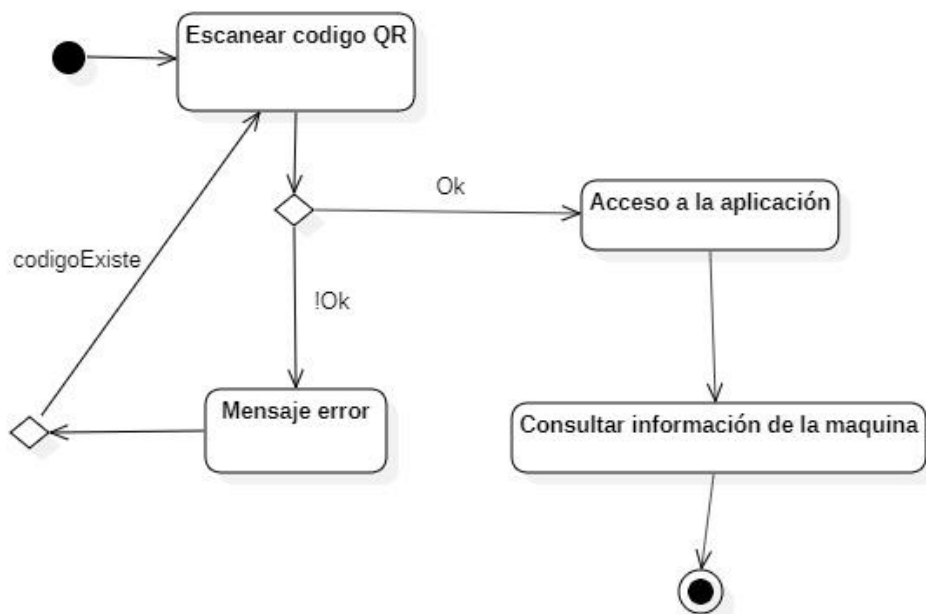 Escanear codigo QR
Ok
Acceso a la aplicación
codigoExiste
!Ok
Mensaje error
Consultar información de la maquina